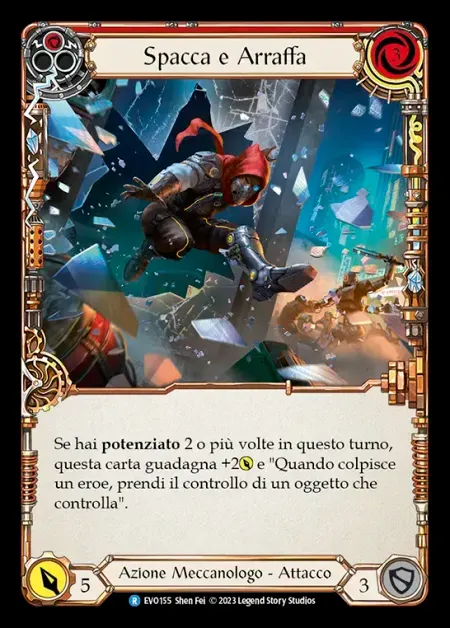 Spacca e Arraffa
3
Se hai potenziato 2 o più volte in questo turno,
questa carta guadagna +2 e "Quando colpisce
un eroe, prendi il controllo di un oggetto che
controlla".
5
Azione Meccanologo - Attacco
3
R EVO155 Shen Fei © 2023 Legend Story Studios